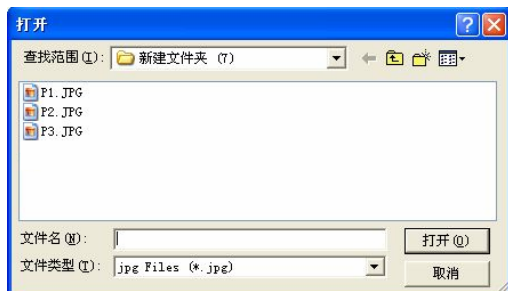 打开
查找范围(I): 新建文件夹 (7)
P1.JPG
P2.JPG
P3.JPG
文件名(N): 打开(O)
文件类型(T): jpg Files (*.jpg) 取消